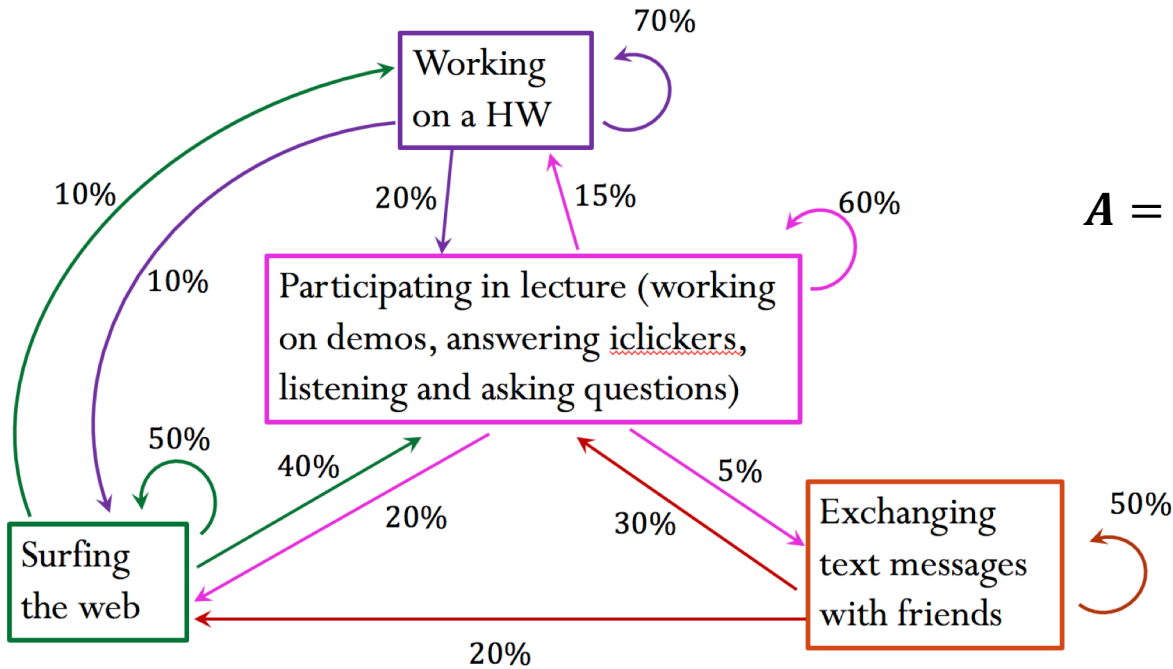 70%
Working
on a HW
10%
20%
15%
60%
A =
10%
Participating in lecture (working
on demos, answering iclickers,
listening and asking questions)
50%
40%
20%
5%
30%
50%
Surfing
the web
Exchanging
text messages
with friends
20%